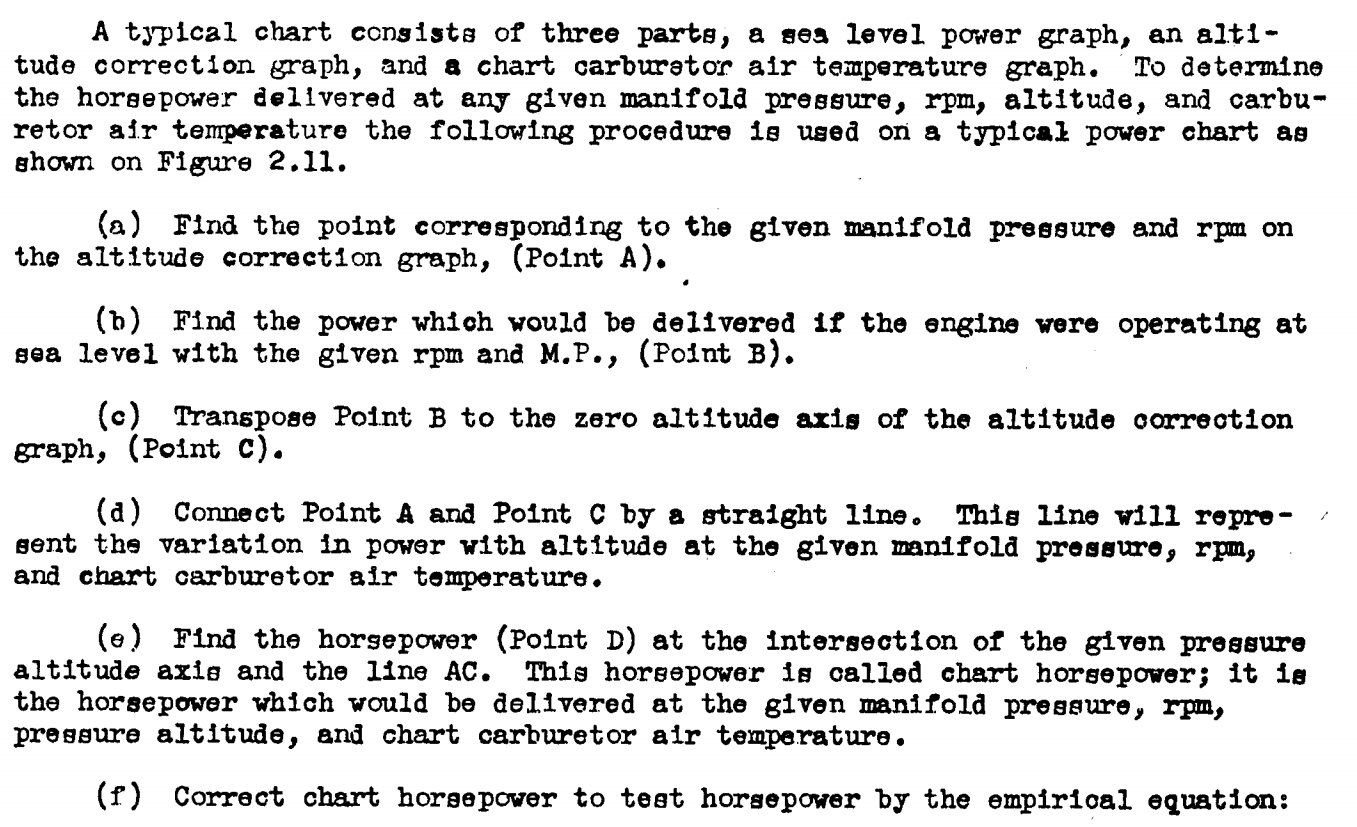 A typical chart consists of three parts, a sea level power graph, an alti-
tude correction graph, and a chart carburetor air temperature graph. To determine
the horsepower delivered at any given manifold pressure, rpm, altitude, and carbu-
retor air temperature the following procedure is used on a typical power chart as
shown on Figure 2.11.
(a) Find the point corresponding to the given manifold pressure and rpm on
the altitude correction graph, (Point A).
(b) Find the power which would be delivered if the engine were operating at
sea level with the given rpm and M.P., (Point B).
(c) Transpose Point B to the zero altitude axis of the altitude correction
graph, (Point C).
(d) Connect Point A and Point C by a straight line. This line will repre-
sent the variation in power with altitude at the given manifold pressure, rpm,
and chart carburetor air temperature.
(e) Find the horsepower (Point D) at the intersection of the given pressure
altitude axis and the line AC. This horsepower is called chart horsepower; it is
the horsepower which would be delivered at the given manifold pressure, rpm,
pressure altitude, and chart carburetor air temperature.
(f) Correct chart horsepower to test horsepower by the empirical equation: